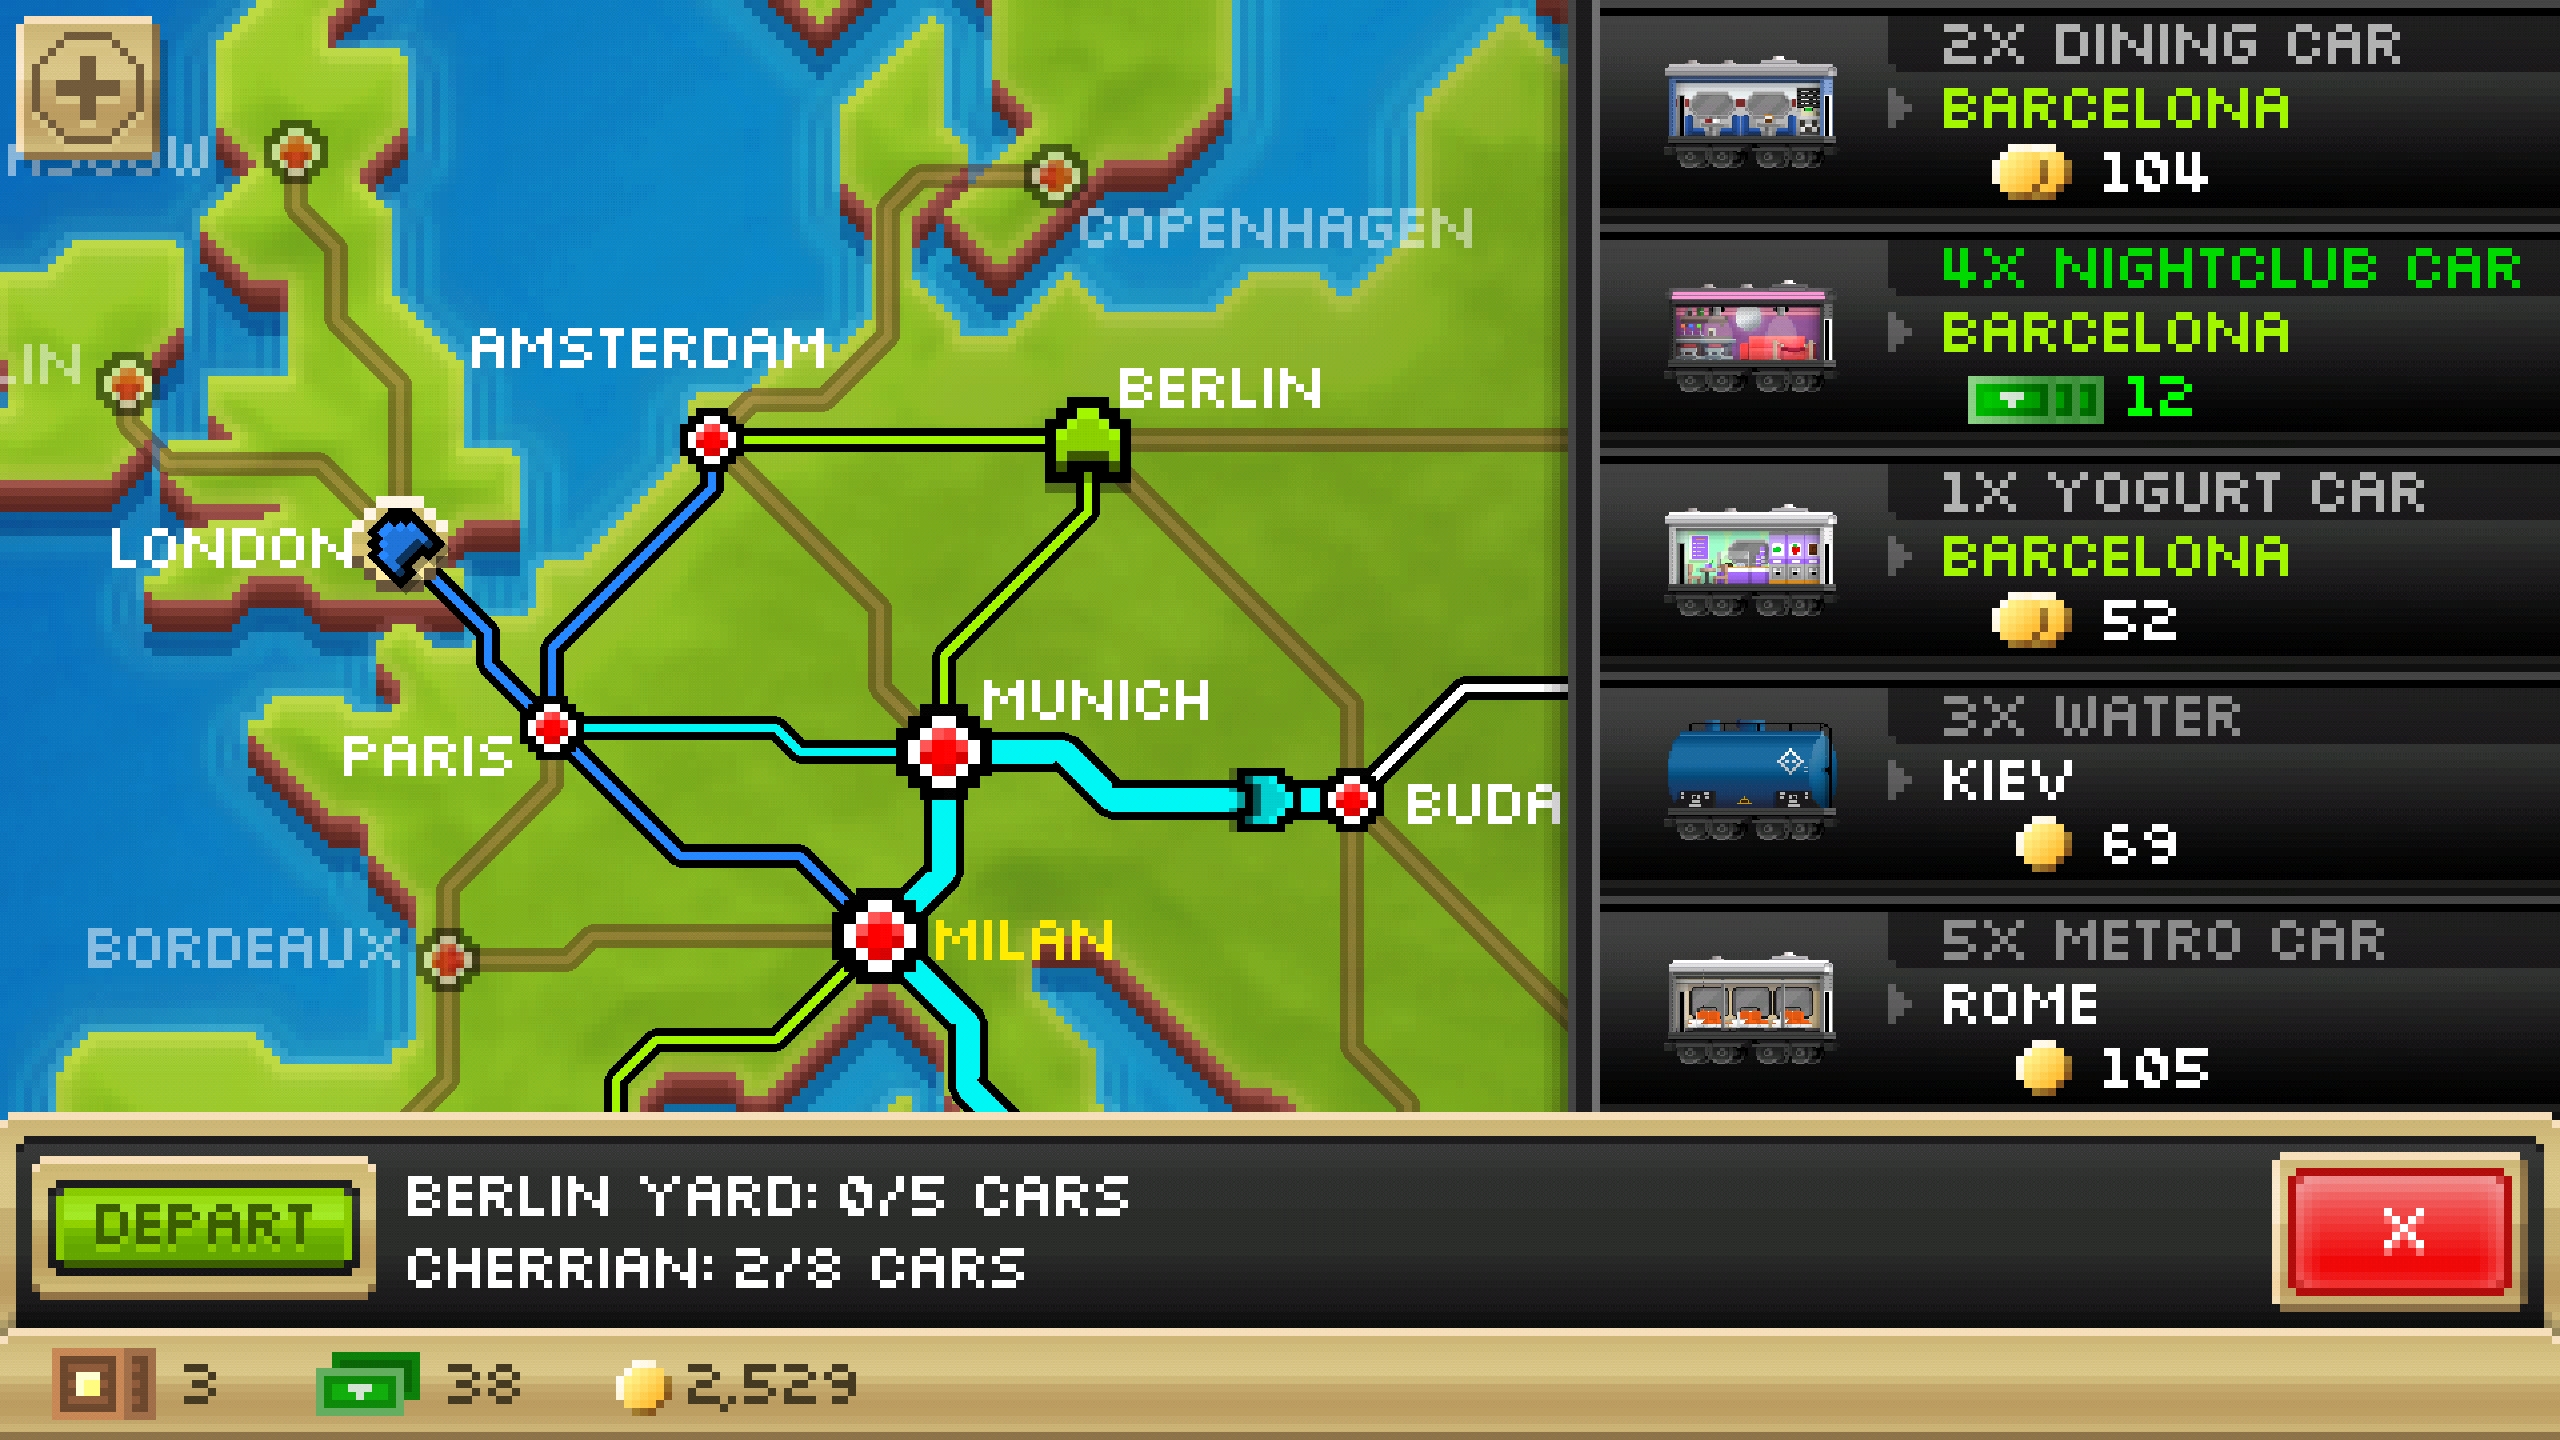 COPENHAGEN
AMSTERDAM
BERLIN
LIN
LONDON
MUNICH
PARIS
BUDA
BORDEAUX
MILAN
2X DINING CAR
BARCELONA
104
4X NIGHTCLUB CAR
BARCELONA
12
1X YOGURT CAR
BARCELONA
52
3X WATER
KIEV
69
5X METRO CAR
ROME
105
DEPART
BERLIN YARD: 0/5 CARS
CHERRIAN: 2/8 CARS
X
3
38
2,529